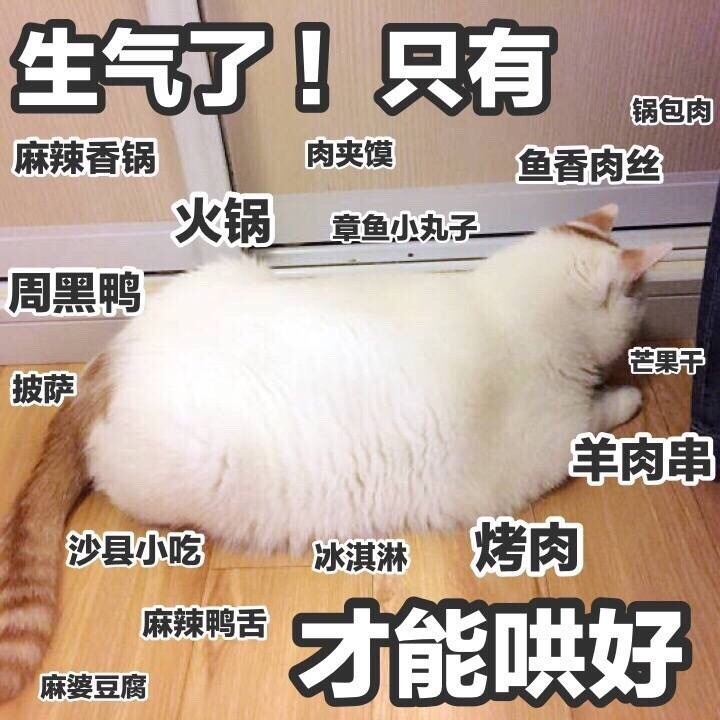 生气了！只有
锅包肉
麻辣香锅
肉夹馍
鱼香肉丝
火锅
章鱼小丸子
周黑鸭
芒果干
披萨
羊肉串
沙县小吃
冰淇淋
烤肉
麻辣鸭舌
才能哄好
麻婆豆腐